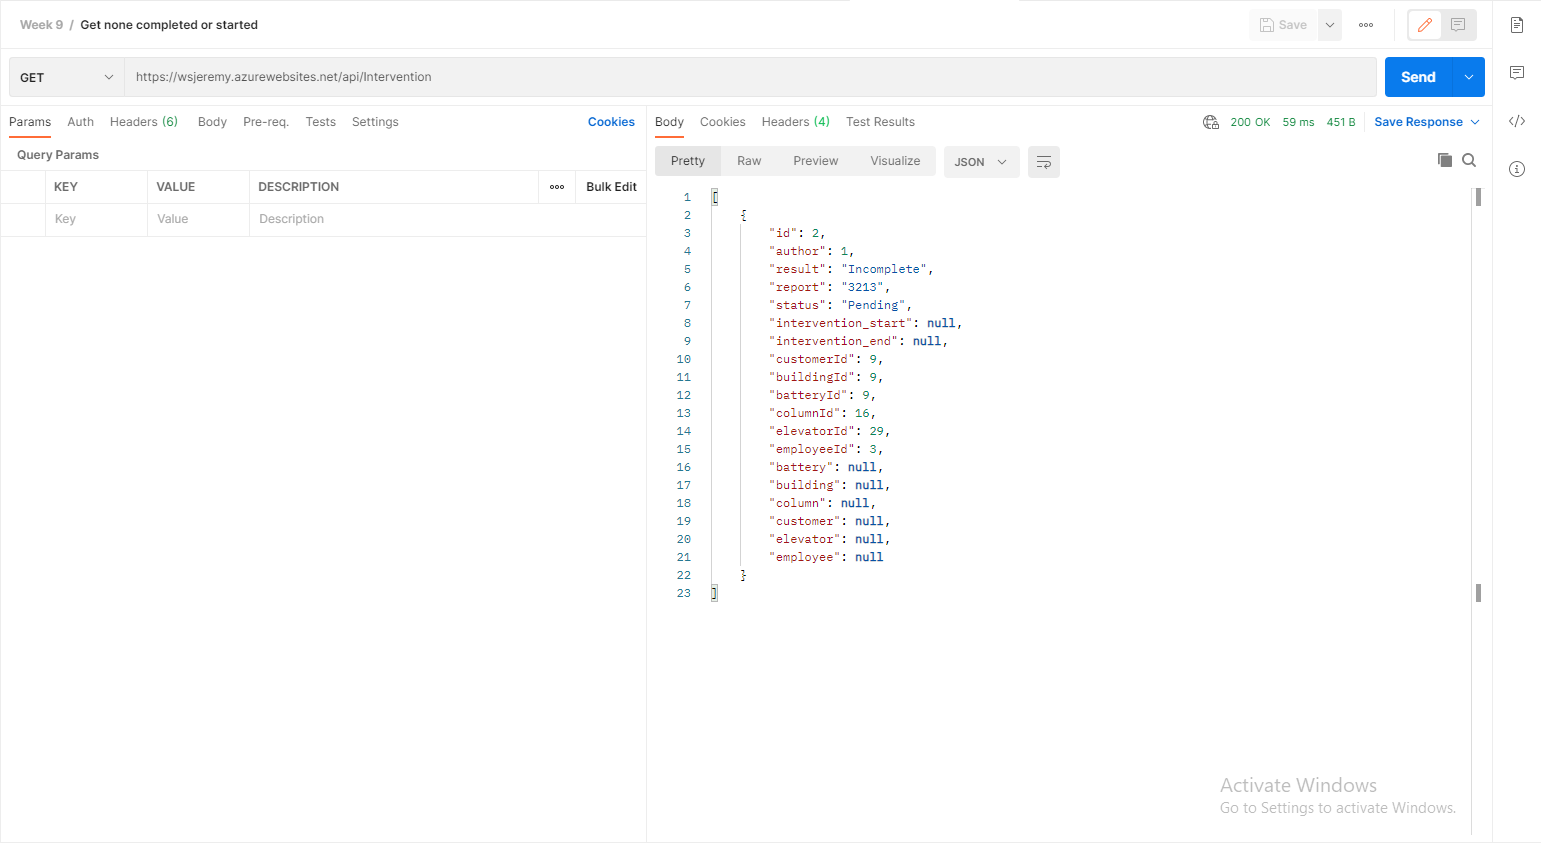 Week 9 / Get none completed or started
Save
GET https://wsjeremy.azurewebsites.net/api/Intervention Send
Params Auth Headers (6) Body Pre-req. Tests Settings Cookies
Query Params
KEY VALUE DESCRIPTION ooo Bulk Edit
Key Value Description
Body Cookies Headers (4) Test Results 200 OK 59 ms 451 B Save Response
Pretty Raw Preview Visualize JSON
1 [
2 {
3 "id": 2,
4 "author": 1,
5 "result": "Incomplete",
6 "report": "3213",
7 "status": "Pending",
8 "intervention_start": null,
9 "intervention_end": null,
10 "customerId": 9,
11 "buildingId": 9,
12 "batteryId": 9,
13 "columnId": 16,
14 "elevatorId": 29,
15 "employeeId": 3,
16 "battery": null,
17 "building": null,
18 "column": null,
19 "customer": null,
20 "elevator": null,
21 "employee": null
22 }
23 ]
Activate Windows
Go to Settings to activate Windows.